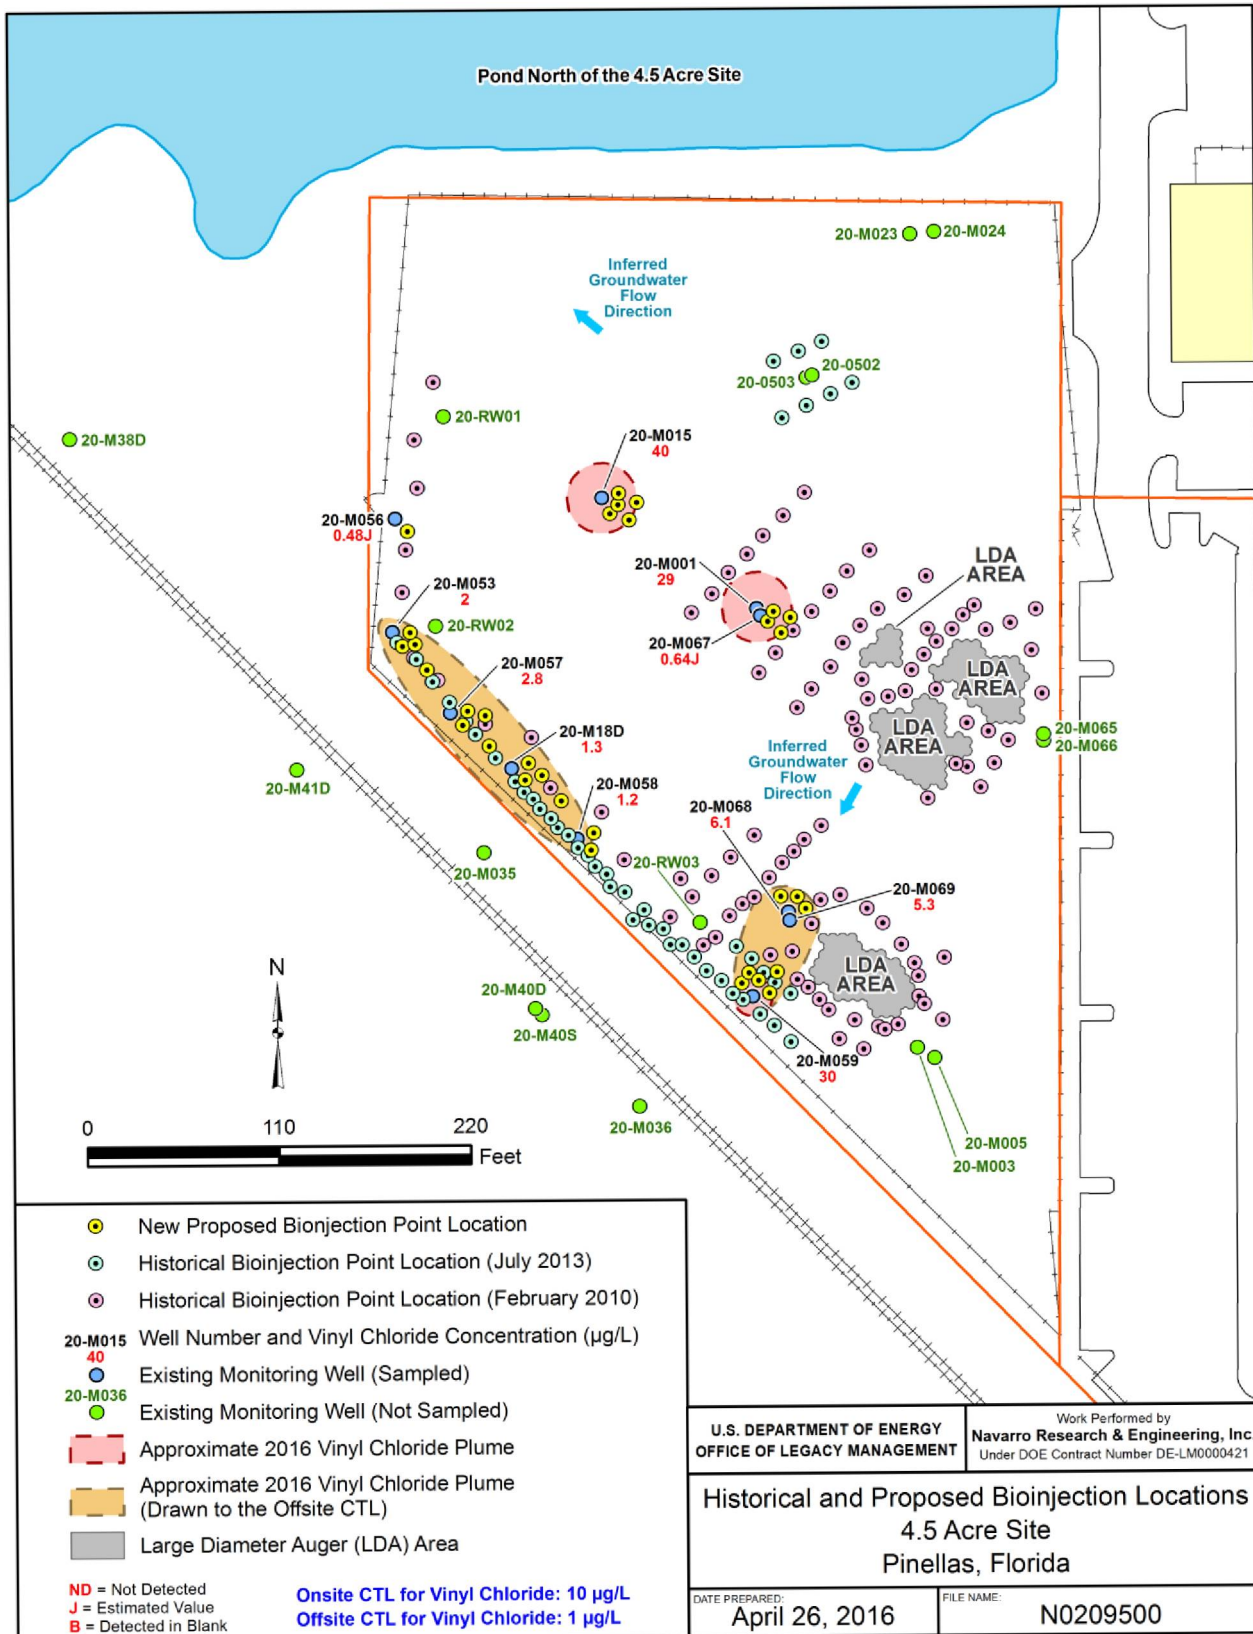 Pond North of the 4.5 Acre Site
20-M023
20-M024
Inferred
Groundwater
Flow
Direction
20-0502
20-0503
20-RW01
20-M38D
20-M015
40
20-M056
0.48J
20-M001
29
LDA
AREA
20-M053
2
20-RW02
20-M067
0.64J
20-M057
2.8
LDA
AREA
20-M18D
1.3
LDA
AREA
20-M065
20-M066
Inferred
Groundwater
Flow
Direction
20-M41D
20-M058
1.2
20-M068
6.1
20-M035
20-RW03
20-M069
5.3
LDA
AREA
N
20-M40D
20-M40S
20-M059
30
20-M036
20-M005
20-M003
0
110
220
Feet
New Proposed Bionjection Point Location
Historical Bioinjection Point Location (July 2013)
Historical Bioinjection Point Location (February 2010)
20-M015
40
Well Number and Vinyl Chloride Concentration (µg/L)
Existing Monitoring Well (Sampled)
20-M036
Existing Monitoring Well (Not Sampled)
Approximate 2016 Vinyl Chloride Plume
Approximate 2016 Vinyl Chloride Plume
(Drawn to the Offsite CTL)
Large Diameter Auger (LDA) Area
ND = Not Detected
J = Estimated Value
B = Detected in Blank
Onsite CTL for Vinyl Chloride: 10 µg/L
Offsite CTL for Vinyl Chloride: 1 µg/L
U.S. DEPARTMENT OF ENERGY
OFFICE OF LEGACY MANAGEMENT
Work Performed by
Navarro Research & Engineering, Inc.
Under DOE Contract Number DE-LM0000421
Historical and Proposed Bioinjection Locations
4.5 Acre Site
Pinellas, Florida
DATE PREPARED:
April 26, 2016
FILE NAME:
N0209500